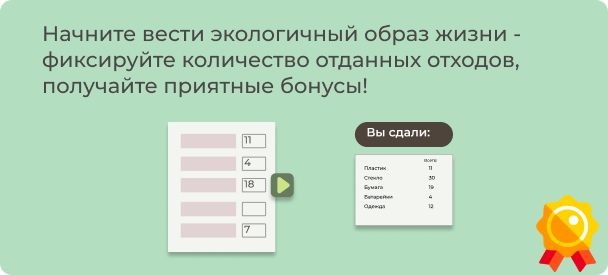 Начните вести экологичный образ жизни -
фиксируйте количество отданных отходов,
получайте приятные бонусы!
11
4
18
7
Вы сдали:
Всего
Пластик 11
Стекло 30
Бумага 19
Батарейки 4
Одежда 12